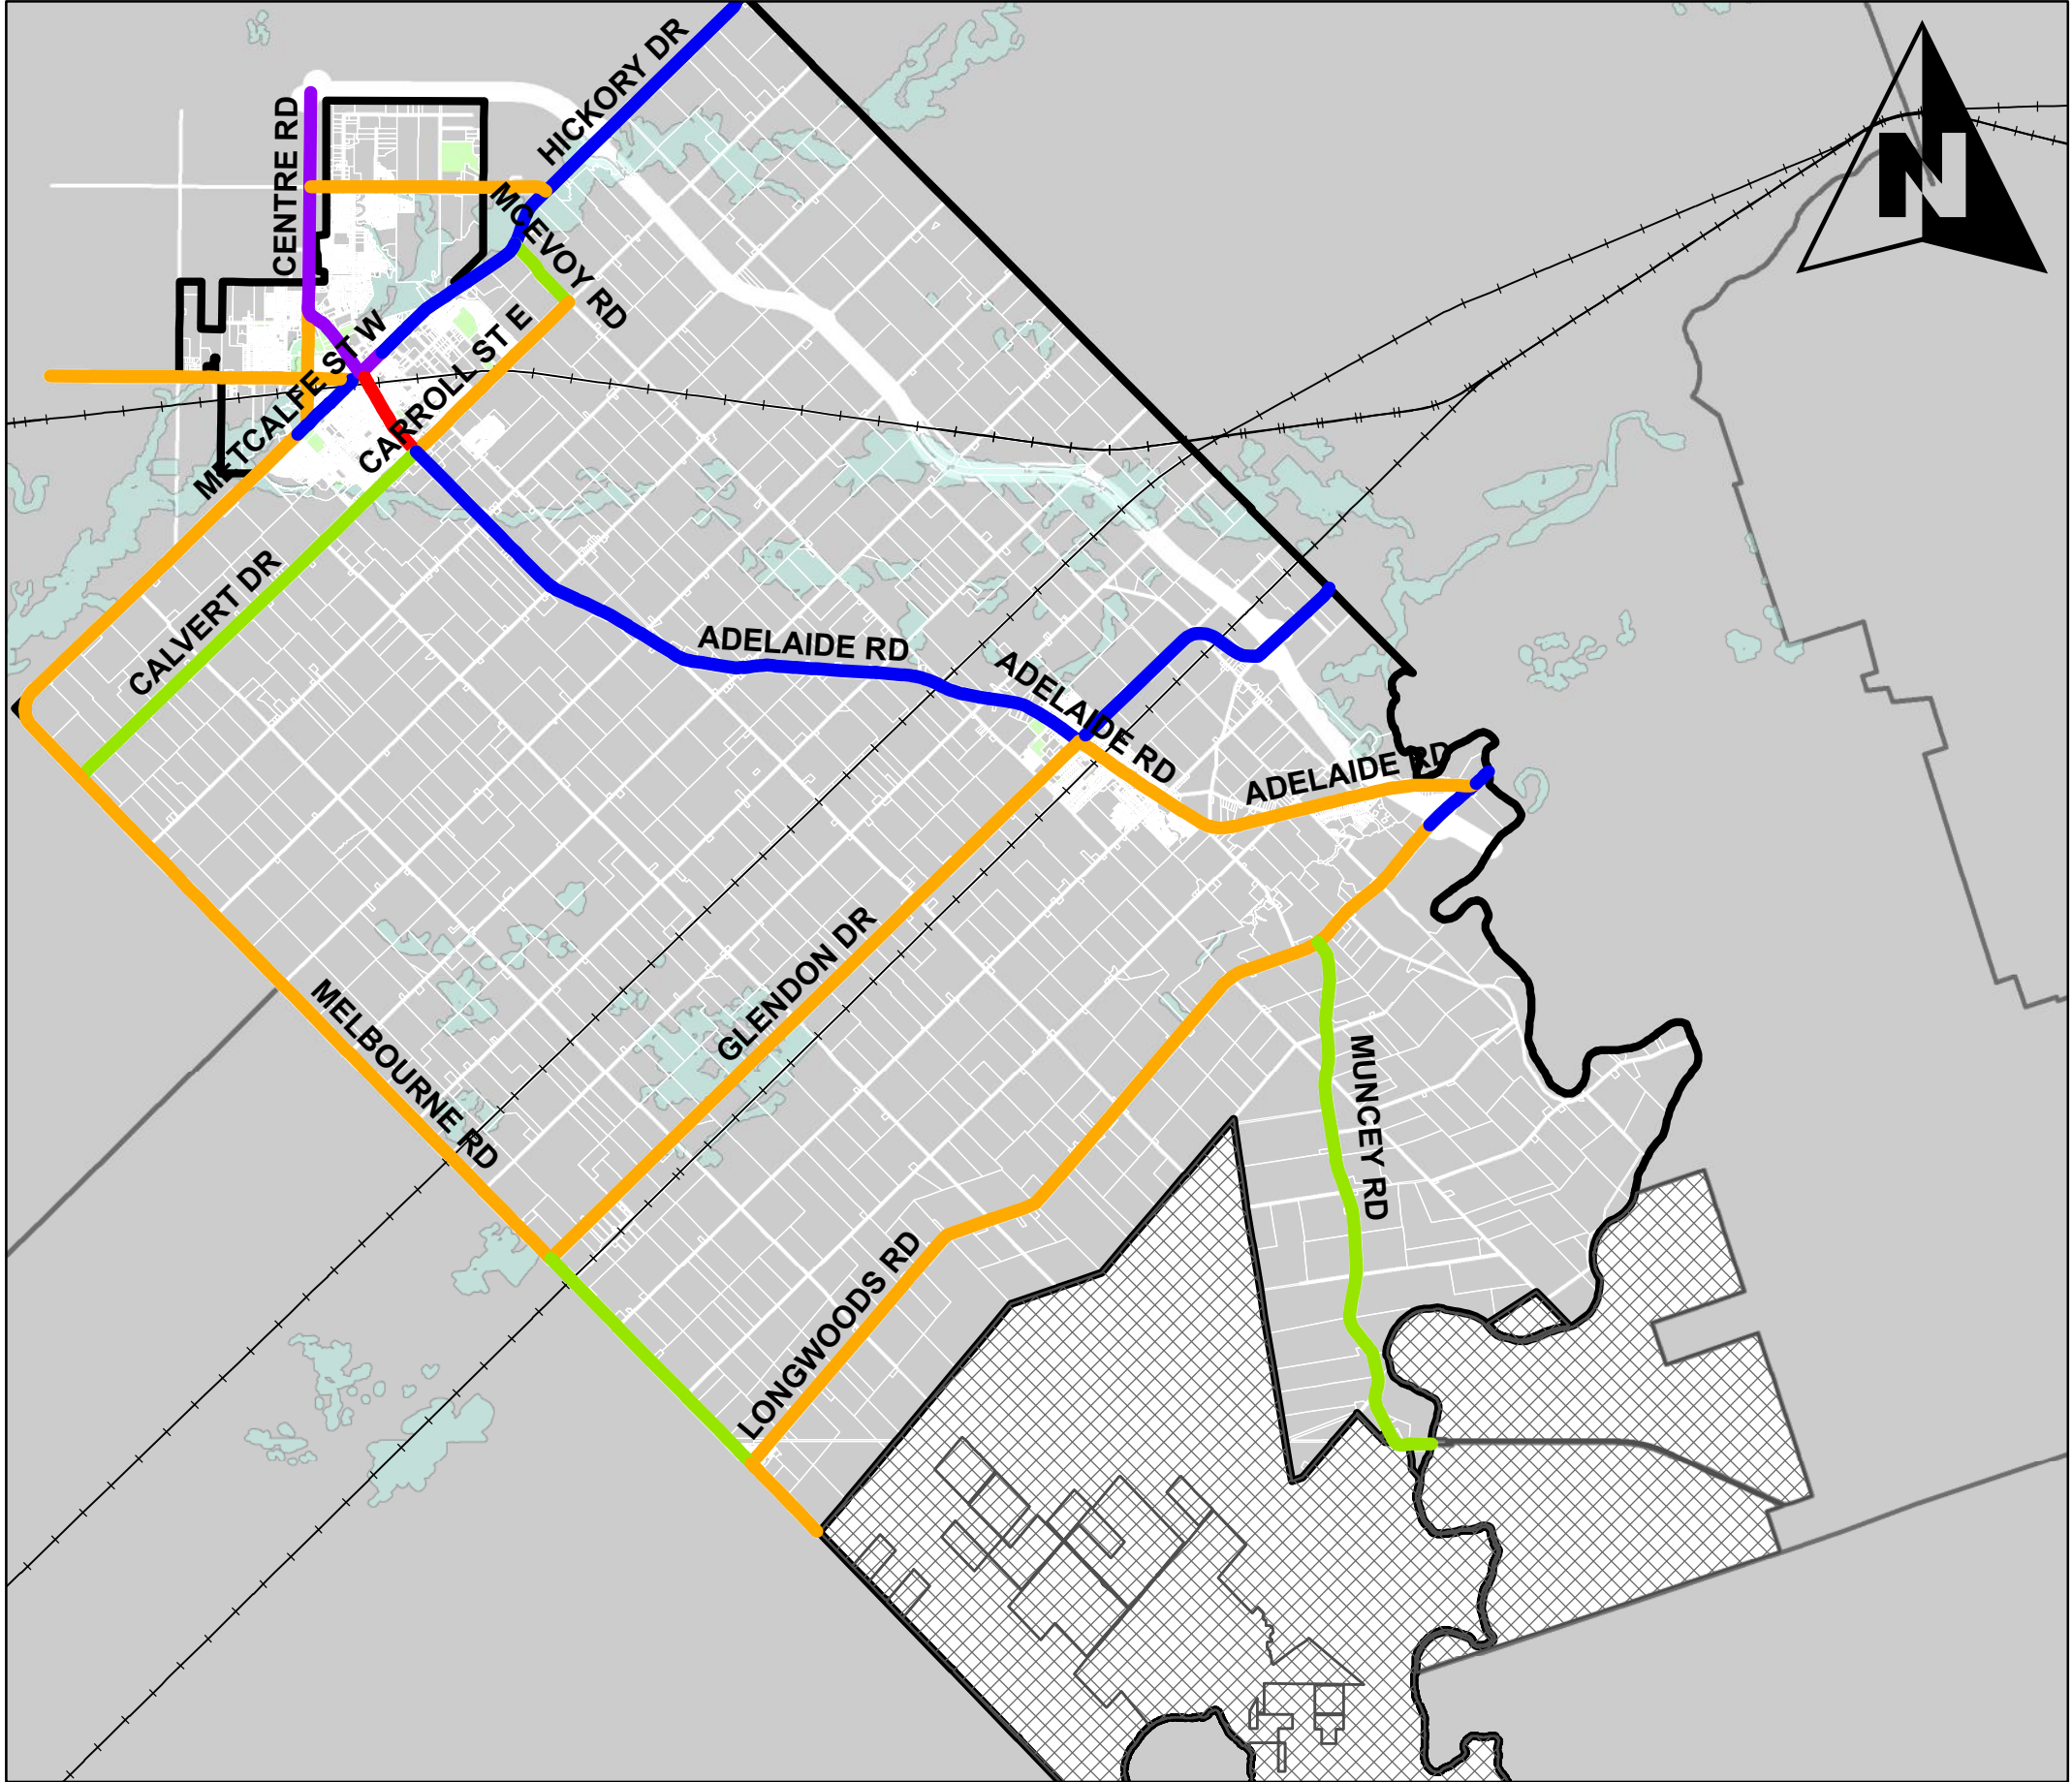 HICKORY DR
CENTRE RD
N
MCEVOY RD
METCALFE ST W
CARROLL ST E
CALVERT DR
ADELAIDE RD
ADELAIDE RD
ADELAIDE RD
GLENDON DR
MELBOURNE RD
MUNCEY RD
LONGWOODS RD